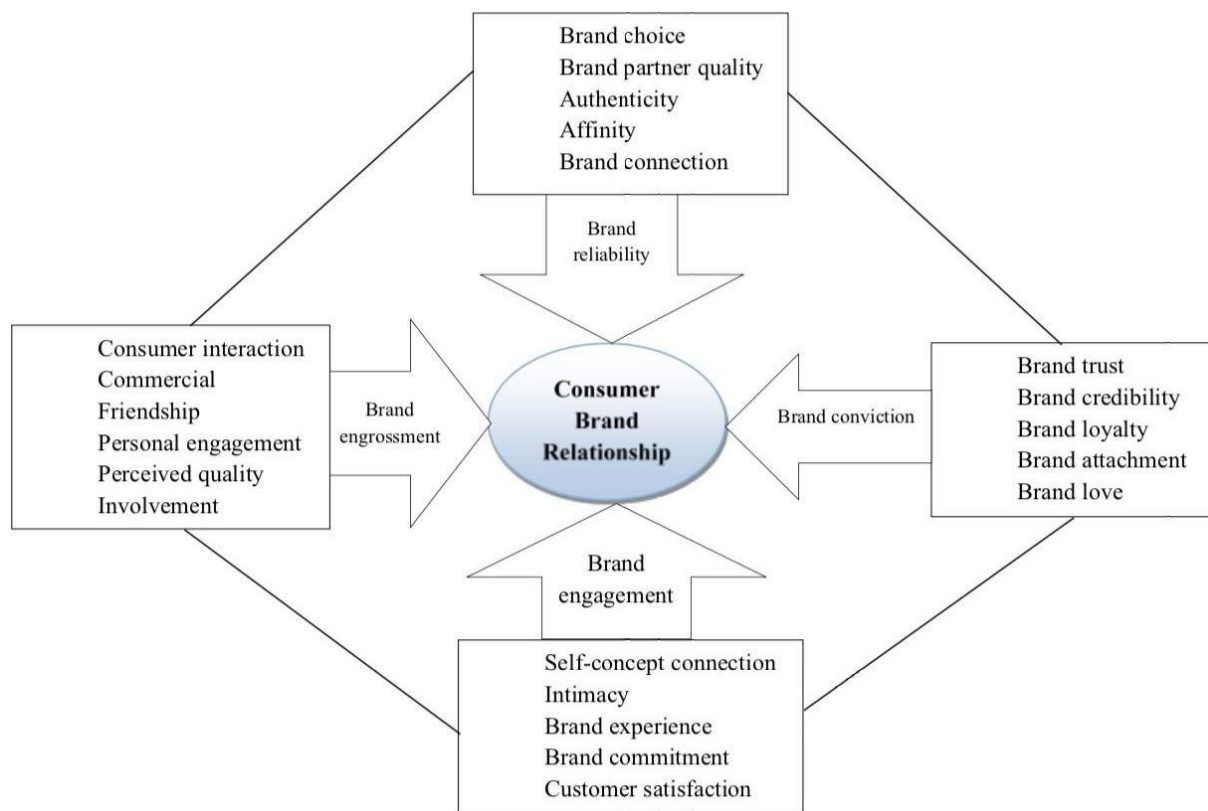 Brand choice
Brand partner quality
Authenticity
Affinity
Brand connection
Brand
reliability
Consumer interaction
Commercial
Friendship
Personal engagement
Perceived quality
Involvement
Brand
engrossment
Consumer
Brand
Relationship
Brand conviction
Brand trust
Brand credibility
Brand loyalty
Brand attachment
Brand love
Brand
engagement
Self-concept connection
Intimacy
Brand experience
Brand commitment
Customer satisfaction